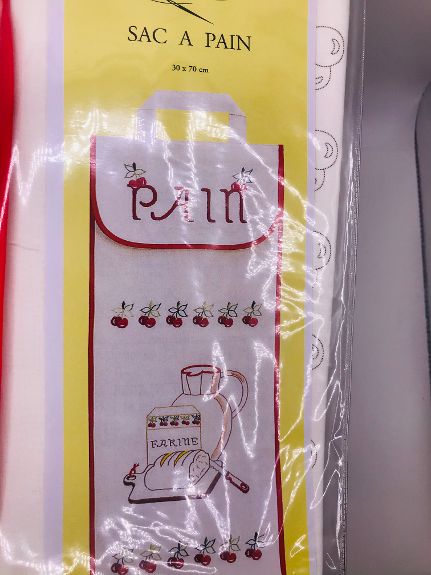 SAC A PAIN
30 x 70 cm
PAIN
FARINE